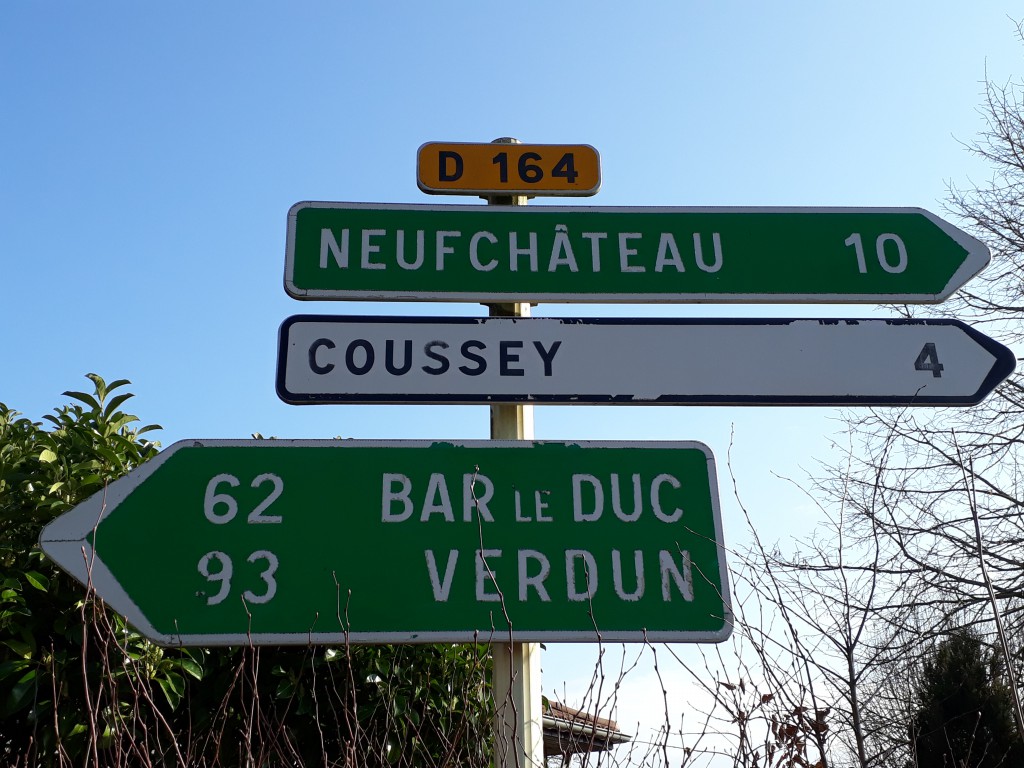 D 164
NEUFCHÂTEAU 10
COUSSEY 4
62 BAR LE DUC
93 VERDUN